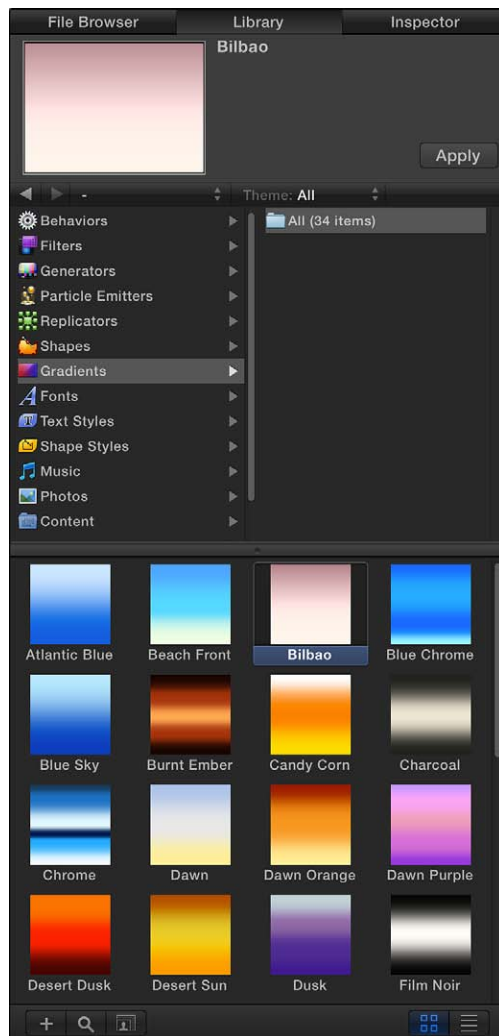 File Browser Library Inspector
Bilbao
Apply
- Theme: All
Behaviors All (34 items)
Filters
Generators
Particle Emitters
Replicators
Shapes
Gradients
Fonts
Text Styles
Shape Styles
Music
Photos
Content
Atlantic Blue Beach Front Bilbao Blue Chrome
Blue Sky Burnt Ember Candy Corn Charcoal
Chrome Dawn Dawn Orange Dawn Purple
Desert Dusk Desert Sun Dusk Film Noir